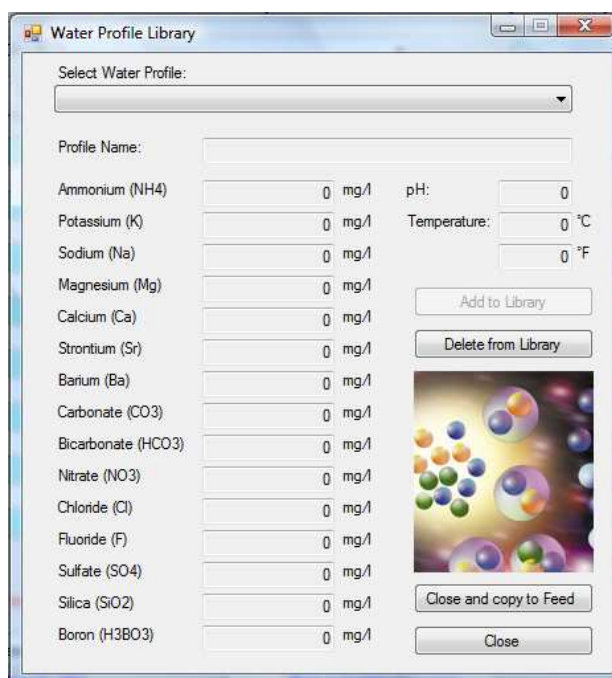 Water Profile Library
Select Water Profile:
Profile Name:
Ammonium (NH4) 0 mg/l pH: 0
Potassium (K) 0 mg/l Temperature: 0 °C
Sodium (Na) 0 mg/l 0 °F
Magnesium (Mg) 0 mg/l
Add to Library
Calcium (Ca) 0 mg/l
Strontium (Sr) 0 mg/l Delete from Library
Barium (Ba) 0 mg/l
Carbonate (CO3) 0 mg/l
Bicarbonate (HCO3) 0 mg/l
Nitrate (NO3) 0 mg/l
Chloride (Cl) 0 mg/l
Fluoride (F) 0 mg/l
Sulfate (SO4) 0 mg/l
Silica (SiO2) 0 mg/l Close and copy to Feed
Boron (H3BO3) 0 mg/l Close